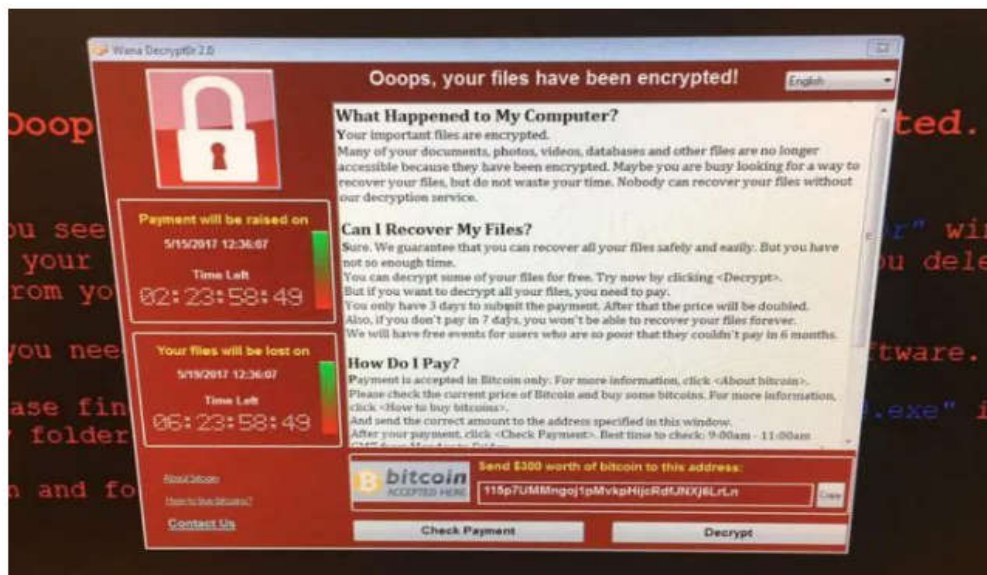 Wana Decrypt0r 2.0
Ooops, your files have been encrypted!
English
What Happened to My Computer?
Your important files are encrypted.
Many of your documents, photos, videos, databases and other files are no longer
accessible because they have been encrypted. Maybe you are busy looking for a way to
recover your files, but do not waste your time. Nobody can recover your files without
our decryption service.
Can I Recover My Files?
Sure. We guarantee that you can recover all your files safely and easily. But you have
not so enough time.
You can decrypt some of your files for free. Try now by clicking <Decrypt>.
But if you want to decrypt all your files, you need to pay.
You only have 3 days to submit the payment. After that the price will be doubled.
Also, if you don't pay in 7 days, you won't be able to recover your files forever.
We will have free events for users who are so poor that they couldn't pay in 6 months.
How Do I Pay?
Payment is accepted in Bitcoin only. For more information, click <About bitcoin>.
Please check the current price of Bitcoin and buy some bitcoins. For more information,
click <How to buy bitcoins>.
And send the correct amount to the address specified in this window.
After your payment, click <Check Payment>. Best time to check: 9:00am - 11:00am
Payment will be raised on
5/15/2017 12:36:07
Time Left
02:23:58:49
Your files will be lost on
5/19/2017 12:36:07
Time Left
06:23:58:49
About bitcoin
How to buy bitcoins?
Contact Us
bitcoin
ACCEPTED HERE
Send $300 worth of bitcoin to this address:
Copy
Check Payment
Decrypt
Ooop
ted.
ou see
your
rom yo
you nee
tware.
ase fin
.exe" i
folder
n and fo